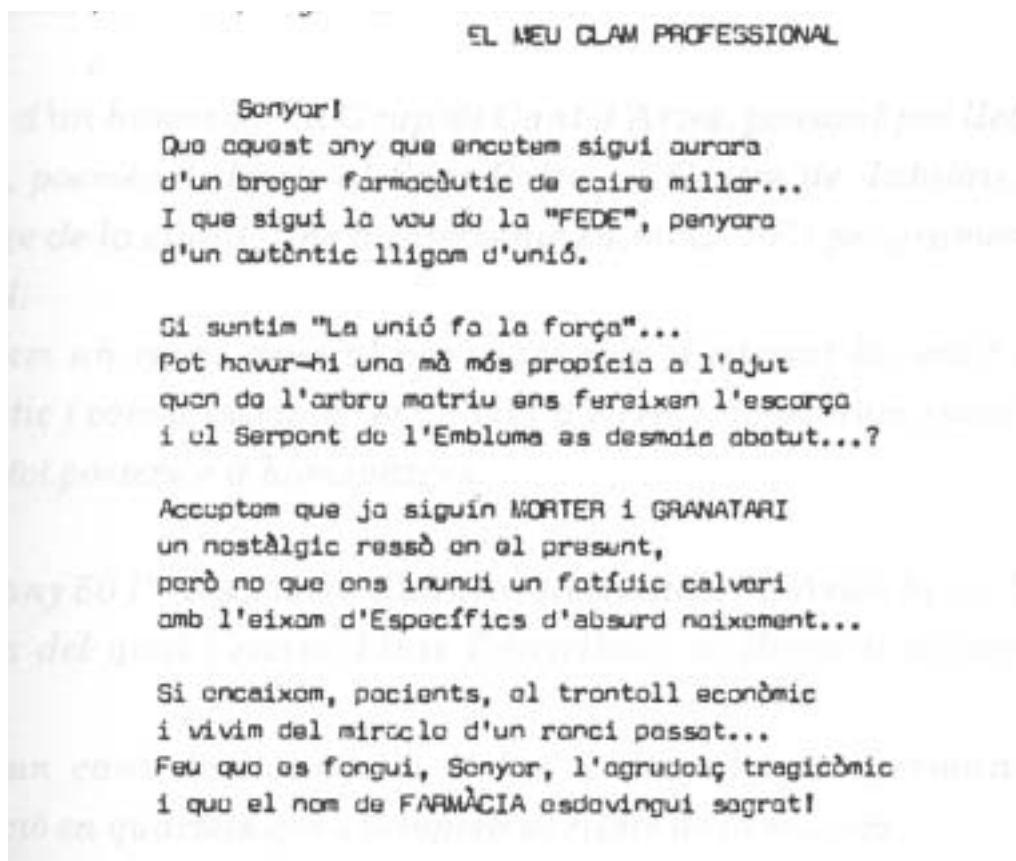 EL MEU CLAM PROFESSIONAL
Senyor!
Que aquest any que encetem sigui aurora
d'un bregar farmacèutic de caire millor...
I que sigui la veu de la "FEDE", penyora
d'un autèntic lligam d'unió.
Si sentim "La unió fa la força"...
Pot haver-hi una mà més propícia a l'ajut
quan de l'arbre matriu ens fereixen l'escorça
i el Serpent de l'Emblema es desmaia abatut...?
Acceptem que ja siguin MORTER i GRANATARI
un nostàlgic ressò en el present,
però no que ens inundi un fatídic calvari
amb l'eixam d'Específics d'absurd naixement...
Si encaixem, pacients, el trontoll econòmic
i vivim del miracle d'un ranci passat...
Feu que es fongui, Senyor, l'agredolç tragicòmic
i que el nom de FARMÀCIA esdevingui sagrat!